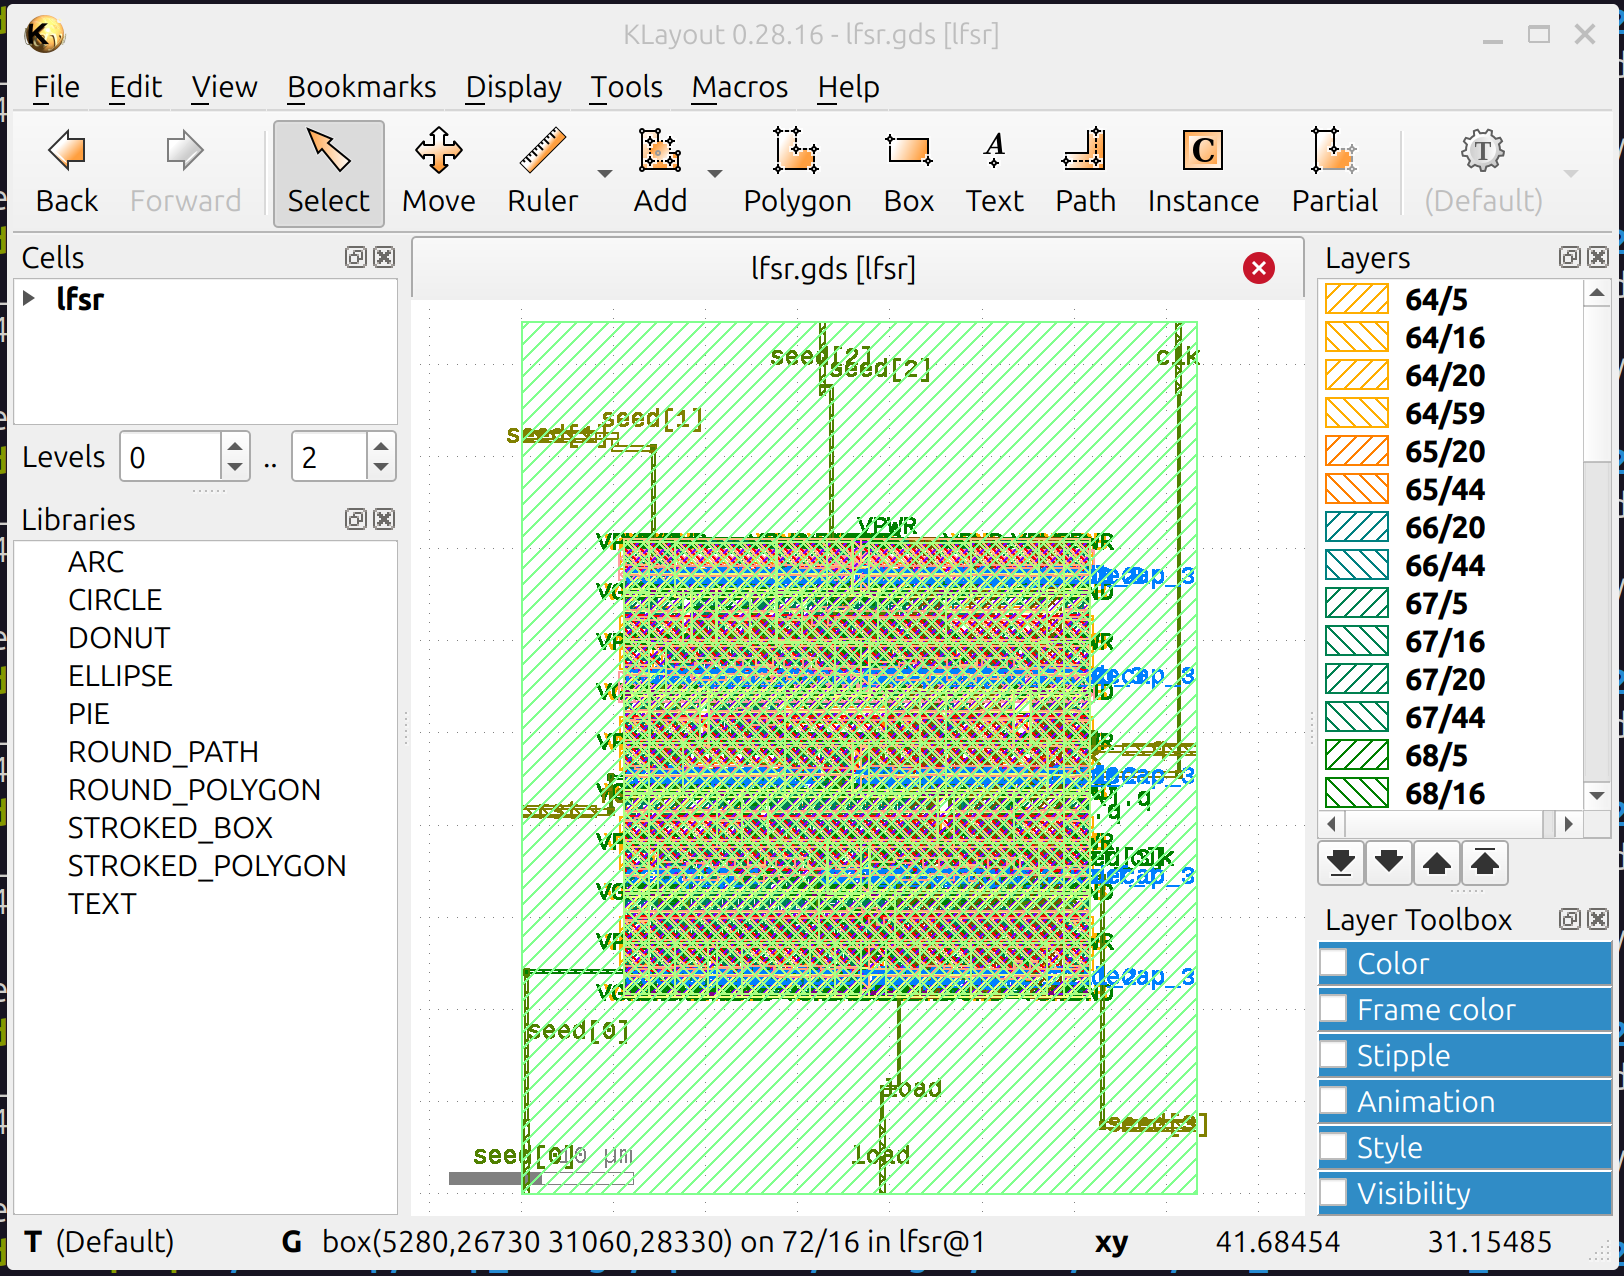 KLayout 0.28.16 - lfsr.gds [lfsr]
File Edit View Bookmarks Display Tools Macros Help
Back Forward Select Move Ruler Add Polygon Box Text Path Instance Partial (Default)
Cells
lfsr
Levels 0 .. 2
Libraries
ARC
CIRCLE
DONUT
ELLIPSE
PIE
ROUND_PATH
ROUND_POLYGON
STROKED_BOX
STROKED_POLYGON
TEXT
lfsr.gds [lfsr]
seed[2]
clk
seed[2]
seed[1]
VPWR
decap_3
decap_3
decap_3
decap_3
decap_3
seed[0]
load
seed[3]
seed[0]
10 µm
load
Layers
64/5
64/16
64/20
64/59
65/20
65/44
66/20
66/44
67/5
67/16
67/20
67/44
68/5
68/16
Layer Toolbox
Color
Frame color
Stipple
Animation
Style
Visibility
T (Default) G box(5280,26730 31060,28330) on 72/16 in lfsr@1 xy 41.68454 31.15485